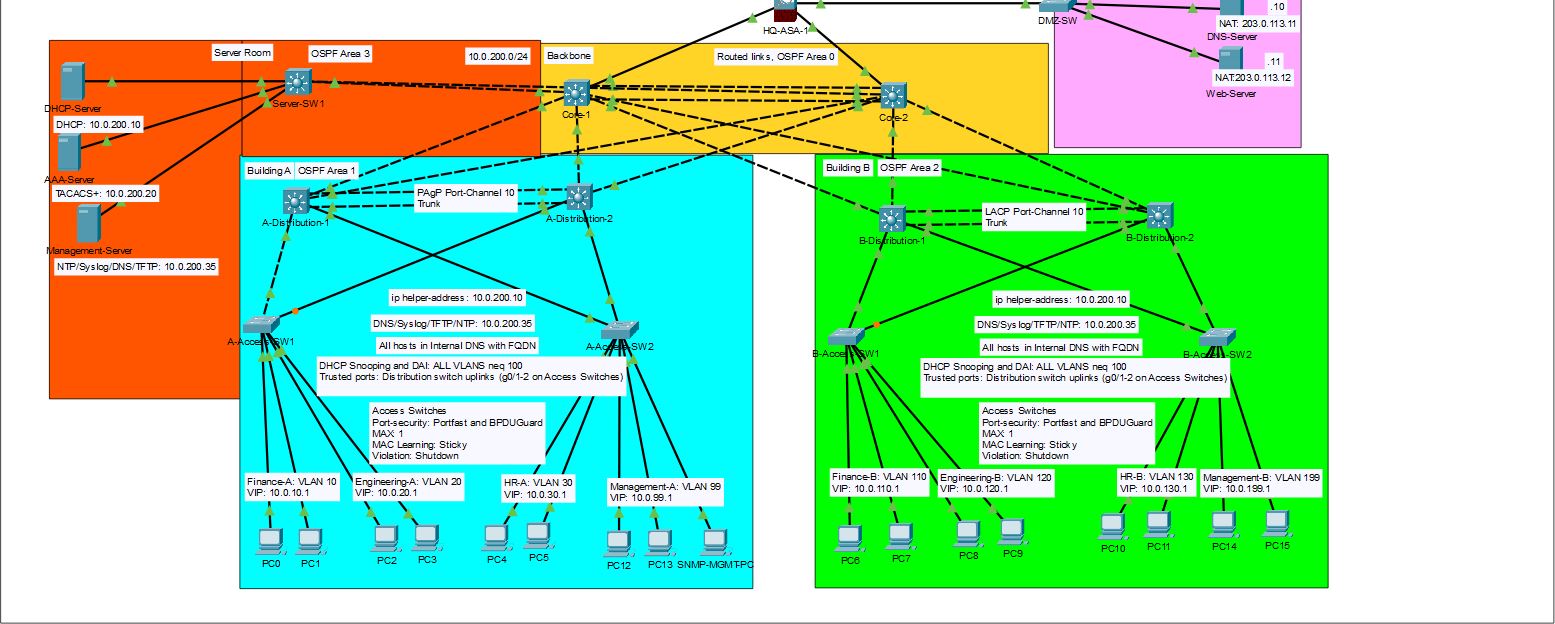 .10
NAT: 203.0.113.11
DNS-Server
DMZ-SW
HQ-ASA-1
.11
NAT:203.0.113.12
Web-Server
Server Room
OSPF Area 3
10.0.200.0/24
Backbone
Routed links, OSPF Area 0
DHCP-Server
Server-SW1
Core-1
Core-2
DHCP: 10.0.200.10
AAA-Server
TACACS+: 10.0.200.20
Management-Server
NTP/Syslog/DNS/TFTP: 10.0.200.35
Building A
OSPF Area 1
PAgP Port-Channel 10
Trunk
A-Distribution-1
A-Distribution-2
ip helper-address: 10.0.200.10
DNS/Syslog/TFTP/NTP: 10.0.200.35
All hosts in Internal DNS with FQDN
A-Access-SW1
A-Access-SW2
DHCP Snooping and DAI: ALL VLANS neq 100
Trusted ports: Distribution switch uplinks (g0/1-2 on Access Switches)
Access Switches
Port-security: Portfast and BPDUGuard
MAX: 1
MAC Learning: Sticky
Violation: Shutdown
Finance-A: VLAN 10
VIP: 10.0.10.1
Engineering-A: VLAN 20
VIP: 10.0.20.1
HR-A: VLAN 30
VIP: 10.0.30.1
Management-A: VLAN 99
VIP: 10.0.99.1
PC0
PC1
PC2
PC3
PC4
PC5
PC12
PC13
SNMP-MGMT-PC
Building B
OSPF Area 2
LACP Port-Channel 10
Trunk
B-Distribution-1
B-Distribution-2
ip helper-address: 10.0.200.10
DNS/Syslog/TFTP/NTP: 10.0.200.35
All hosts in Internal DNS with FQDN
B-Access-SW1
B-Access-SW2
DHCP Snooping and DAI: ALL VLANS neq 100
Trusted ports: Distribution switch uplinks (g0/1-2 on Access Switches)
Access Switches
Port-security: Portfast and BPDUGuard
MAX: 1
MAC Learning: Sticky
Violation: Shutdown
Finance-B: VLAN 110
VIP: 10.0.110.1
Engineering-B: VLAN 120
VIP: 10.0.120.1
HR-B: VLAN 130
VIP: 10.0.130.1
Management-B: VLAN 199
VIP: 10.0.199.1
PC6
PC7
PC8
PC9
PC10
PC11
PC14
PC15